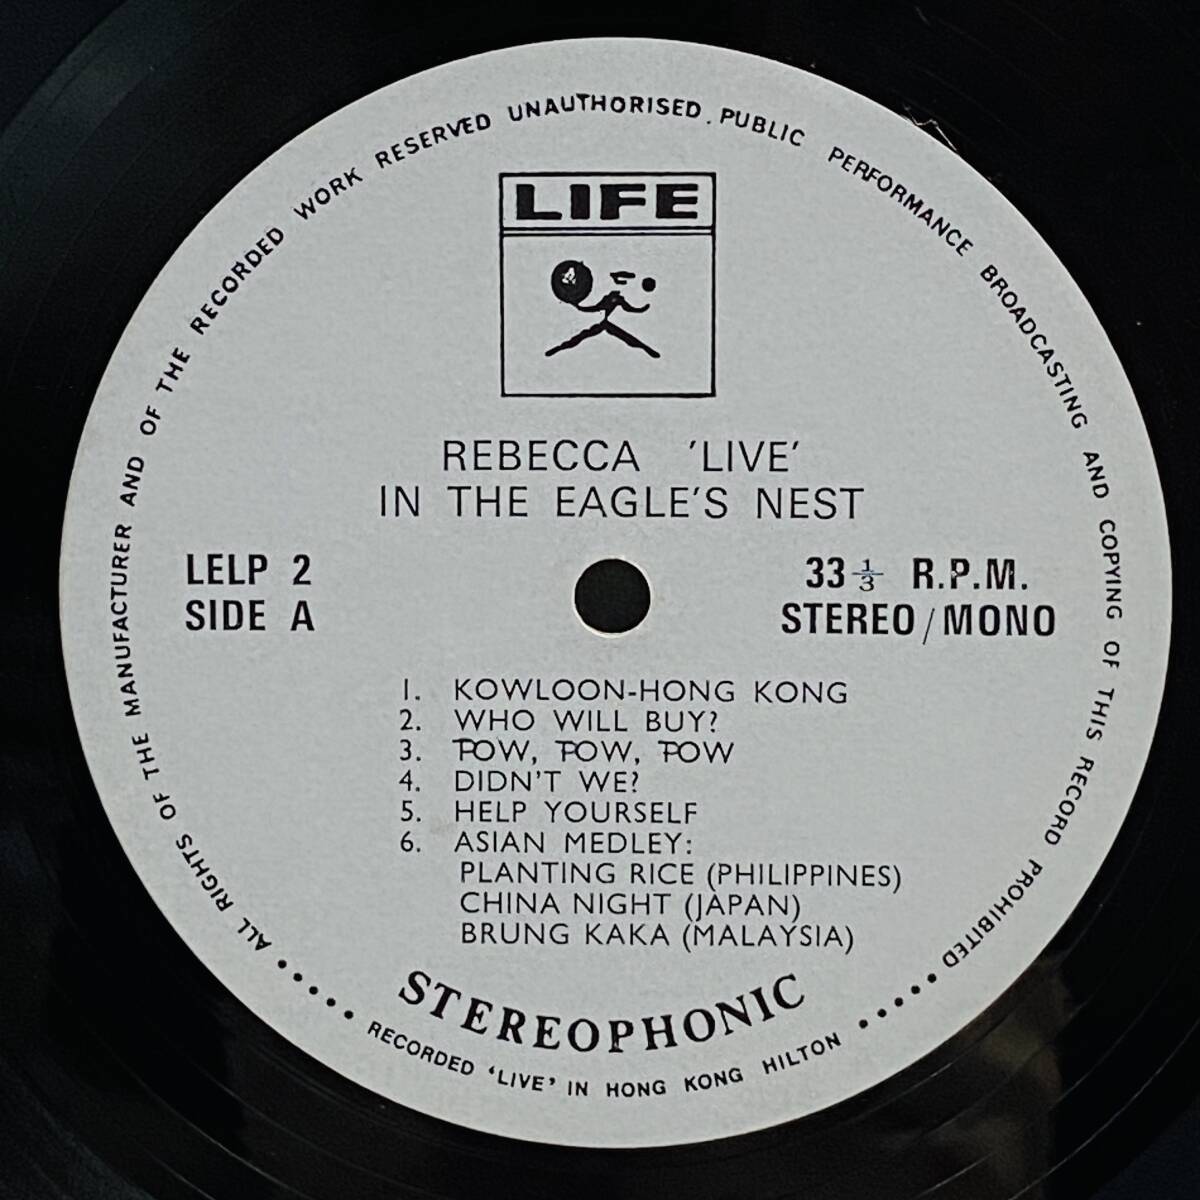 ALL RIGHTS OF THE MANUFACTURER AND OF THE RECORDED WORK RESERVED UNAUTHORISED. PUBLIC PERFORMANCE BROADCASTING AND COPYING OF THIS RECORD PROHIBITED
LIFE
REBECCA 'LIVE'
IN THE EAGLE'S NEST
LELP 2
SIDE A
33 1/3 R.P.M.
STEREO/MONO
1. KOWLOON-HONG KONG
2. WHO WILL BUY?
3. POW, POW, POW
4. DIDN'T WE?
5. HELP YOURSELF
6. ASIAN MEDLEY:
PLANTING RICE (PHILIPPINES)
CHINA NIGHT (JAPAN)
BRUNG KAKA (MALAYSIA)
STEREOPHONIC
RECORDED 'LIVE' IN HONG KONG HILTON